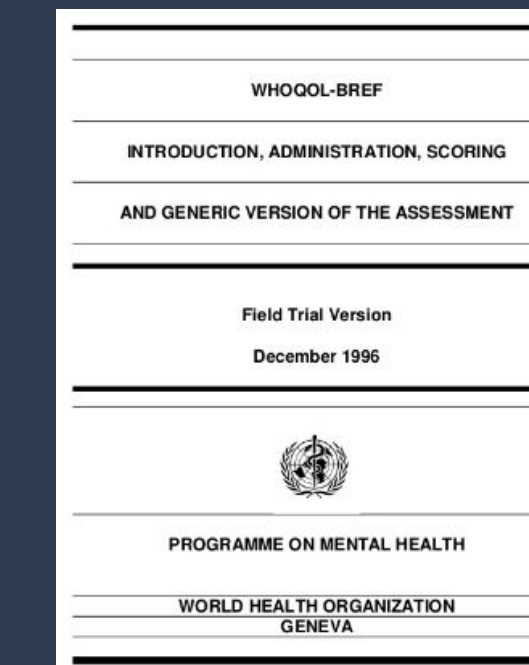 WHOQOL-BREF
INTRODUCTION, ADMINISTRATION, SCORING
AND GENERIC VERSION OF THE ASSESSMENT
Field Trial Version
December 1996
PROGRAMME ON MENTAL HEALTH
WORLD HEALTH ORGANIZATION
GENEVA